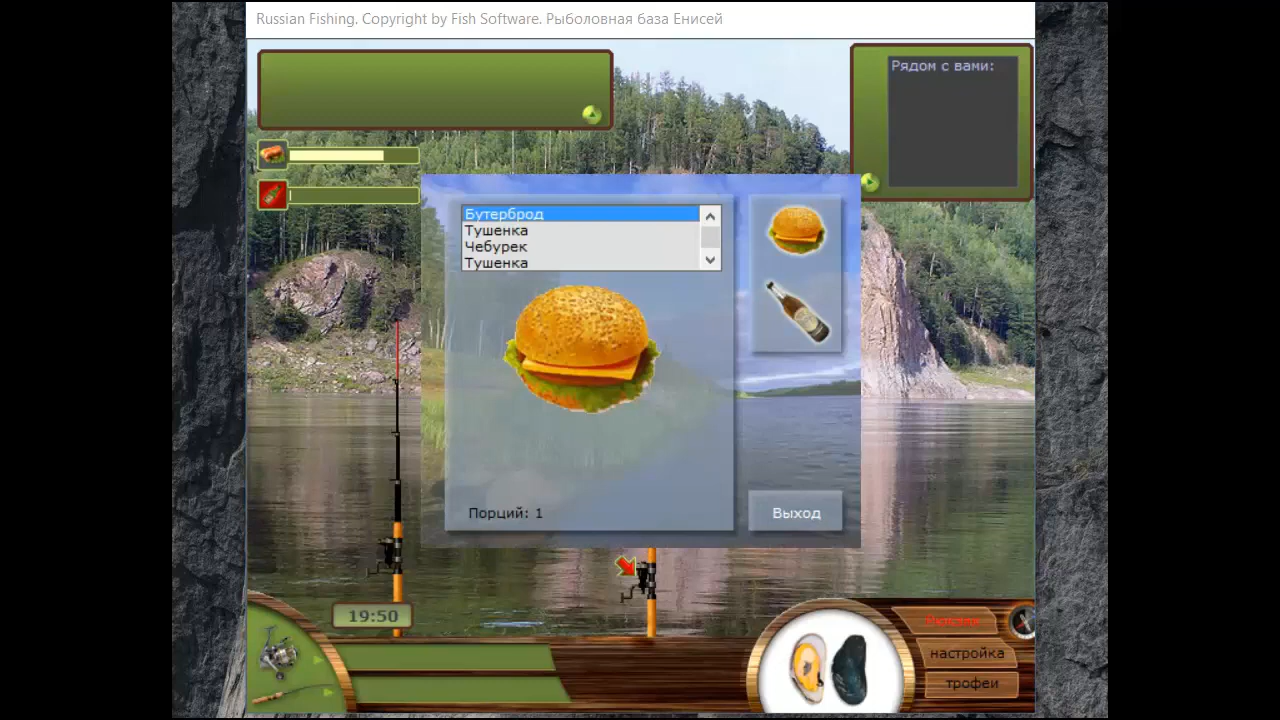 Russian Fishing. Copyright by Fish Software. Рыболовная база Енисей
Рядом с вами:
Бутерброд
Тушенка
Чебурек
Тушенка
Порций: 1
Выход
19:50
настройка
трофеи